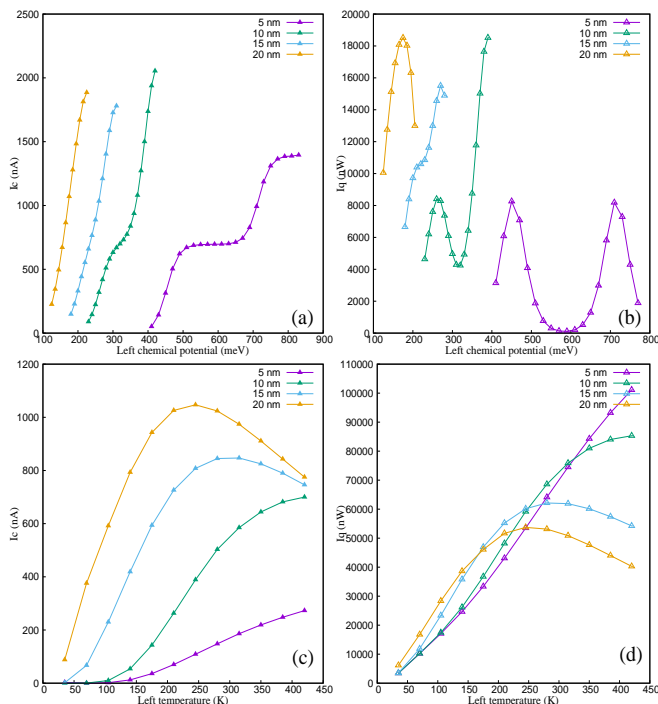 2500
2000
1500
1000
500
0
100 200 300 400 500 600 700 800 900
Ic (nA)
Left chemical potential (meV)
5 nm
10 nm
15 nm
20 nm
(a)
20000
18000
16000
14000
12000
10000
8000
6000
4000
2000
0
100 200 300 400 500 600 700 800
Iq (nW)
Left chemical potential (meV)
5 nm
10 nm
15 nm
20 nm
(b)
1200
1000
800
600
400
200
0
0 50 100 150 200 250 300 350 400 450
Ic (nA)
Left temperature (K)
5 nm
10 nm
15 nm
20 nm
(c)
110000
100000
90000
80000
70000
60000
50000
40000
30000
20000
10000
0
0 50 100 150 200 250 300 350 400 450
Iq (nW)
Left temperature (K)
5 nm
10 nm
15 nm
20 nm
(d)